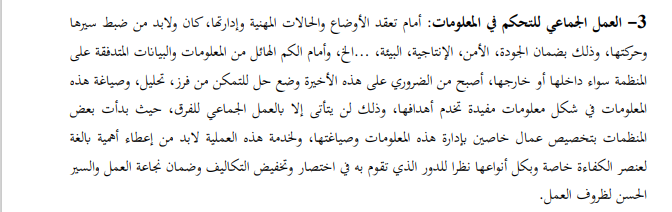 3- العمل الجماعي للتحكم في المعلومات: أمام تعقد الأوضاع والحالات المهنية وإدارتها، كان ولابد من ضبط سيرها
وحركتها، وذلك بضمان الجودة، الأمن، الإنتاجية، البيئة، ...الخ، وأمام الكم الهائل من المعلومات والبيانات المتدفقة على
المنظمة سواء داخلها أو خارجها، أصبح من الضروري على هذه الأخيرة وضع حل للتمكن من فرز، تحليل، وصياغة هذه
المعلومات في شكل معلومات مفيدة تخدم أهدافها، وذلك لن يتأتى إلا بالعمل الجماعي للفرق، حيث بدأت بعض
المنظمات بتخصيص عمال خاصين بإدارة هذه المعلومات وصياغتها، ولخدمة هذه العملية لابد من إعطاء أهمية بالغة
لعنصر الكفاءة خاصة وبكل أنواعها نظرا للدور الذي تقوم به في اختصار وتخفيض التكاليف وضمان نجاعة العمل والسير
الحسن لظروف العمل.